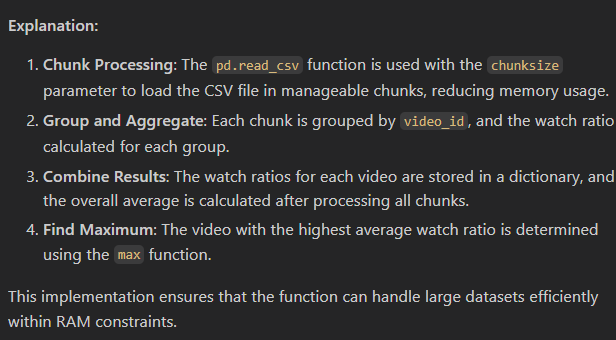 Explanation:
1. Chunk Processing: The pd.read_csv function is used with the chunksize
parameter to load the CSV file in manageable chunks, reducing memory usage.
2. Group and Aggregate: Each chunk is grouped by video_id, and the watch ratio
calculated for each group.
3. Combine Results: The watch ratios for each video are stored in a dictionary, and
the overall average is calculated after processing all chunks.
4. Find Maximum: The video with the highest average watch ratio is determined
using the max function.
This implementation ensures that the function can handle large datasets efficiently
within RAM constraints.